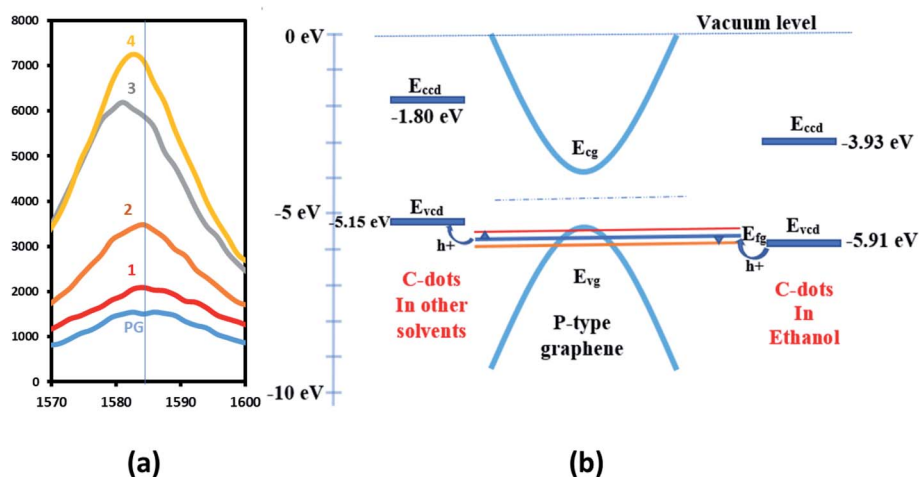 8000
7000
6000
5000
4000
3000
2000
1000
0
4
3
2
1
PG
1570 1580 1590 1600
(a)
Vacuum level
0 eV
-5 eV
-10 eV
Eccd
-1.80 eV
Ecg
Eccd
-3.93 eV
Evcd
-5.15 eV
h+
Efg
Evcd
-5.91 eV
h+
Evg
C-dots
In other
solvents
P-type
graphene
C-dots
In
Ethanol
(b)